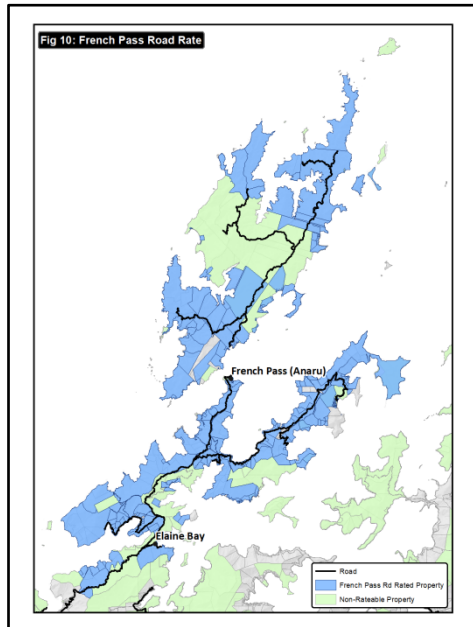 Fig 10: French Pass Road Rate
French Pass (Anaru)
Elaine Bay
Road
French Pass Rd Rated Property
Non-Rateable Property